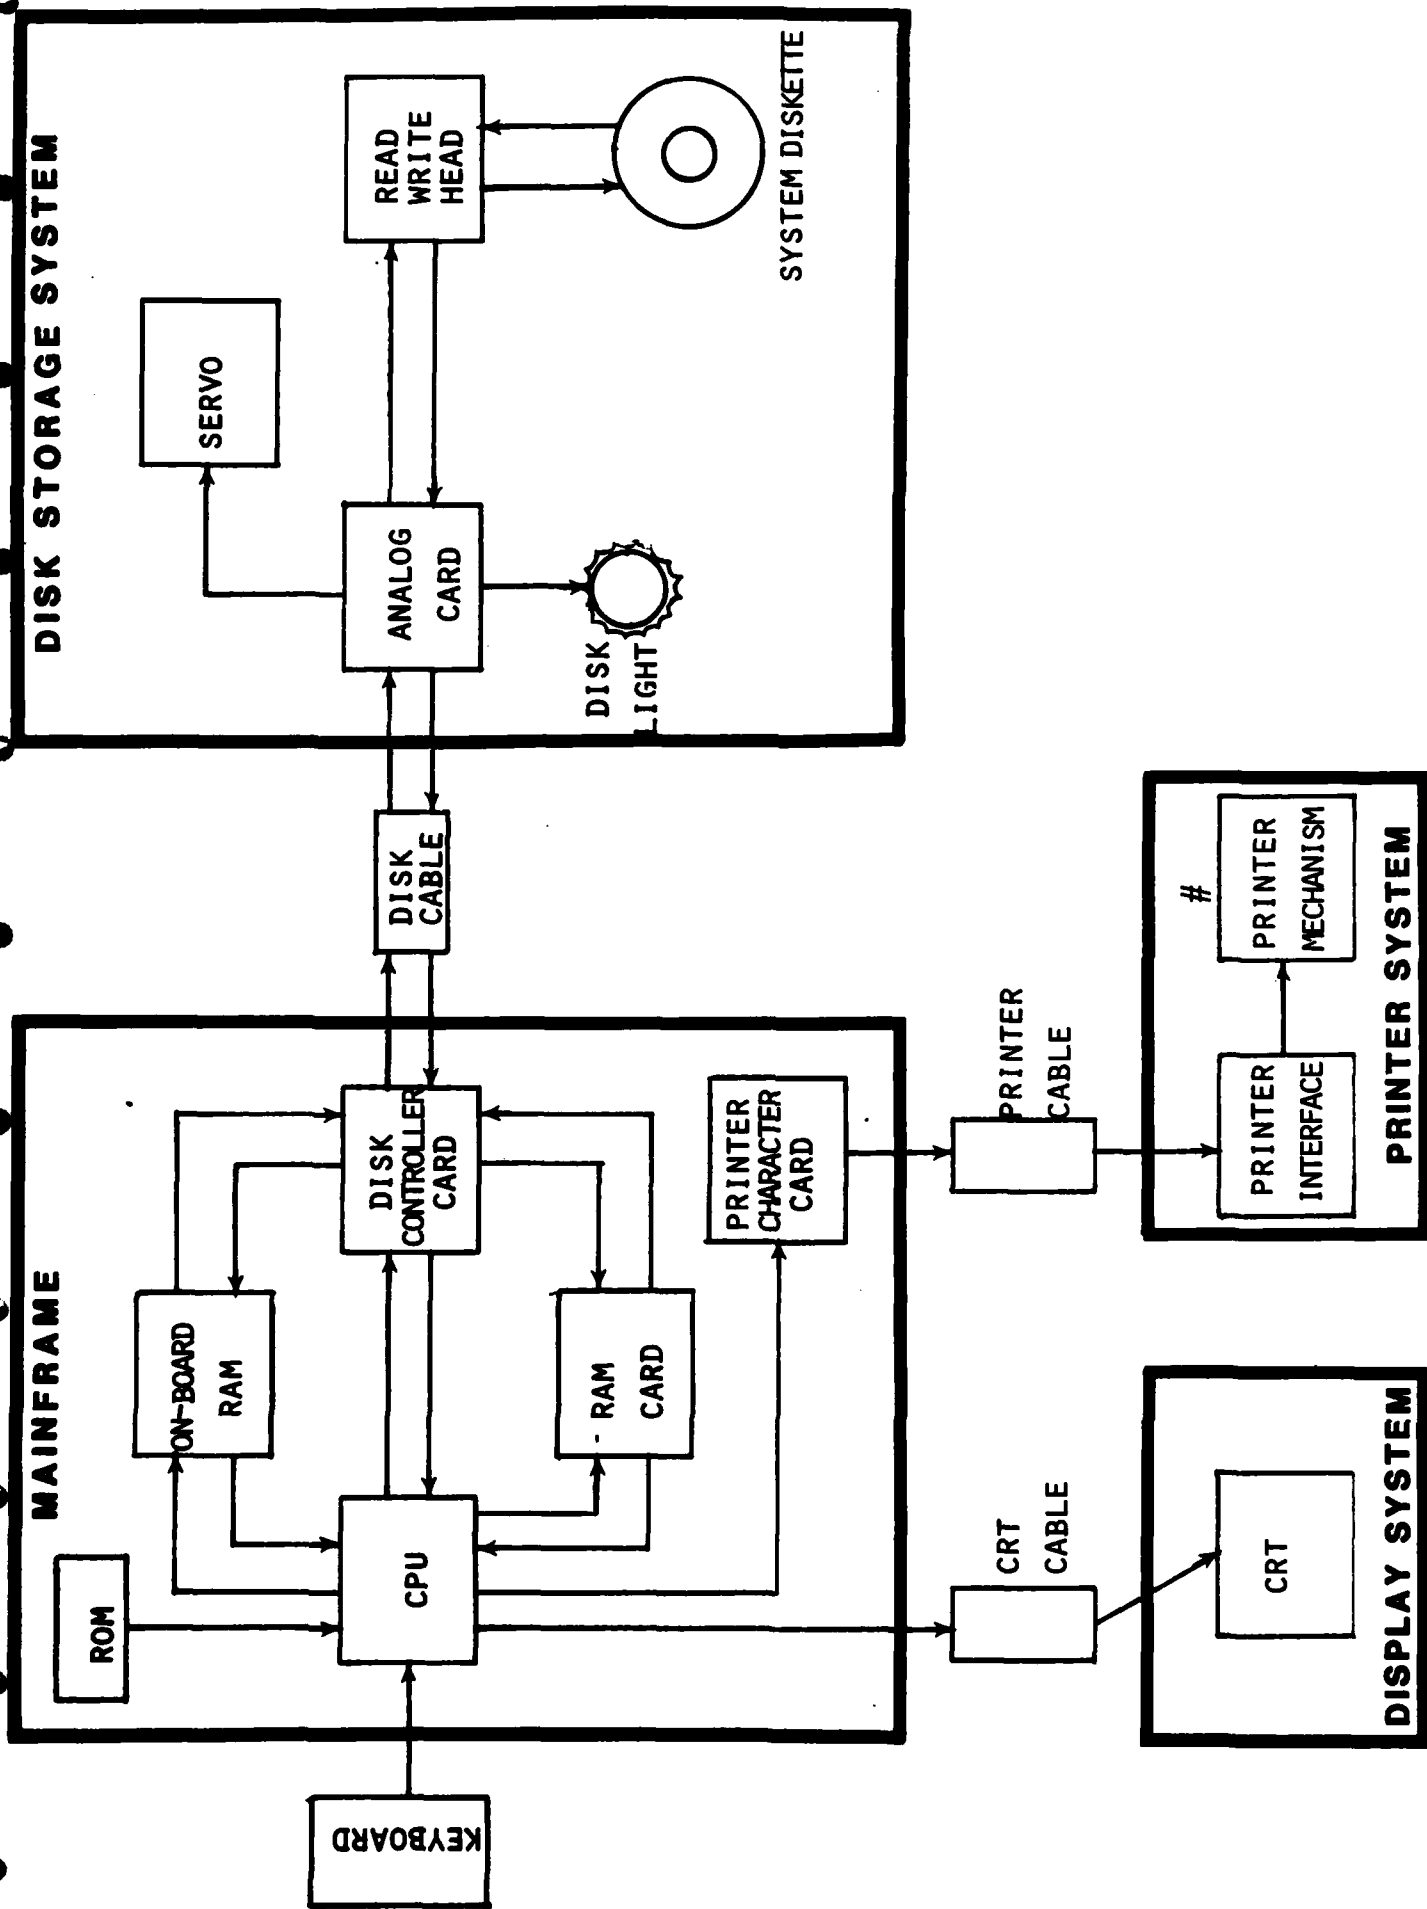 MAINFRAME
DISK STORAGE SYSTEM
ROM
ON-BOARD
RAM
SERVO
KEYBOARD
CPU
DISK
CONTROLLER
CARD
DISK
CABLE
ANALOG
CARD
READ
WRITE
HEAD
RAM
CARD
DISK
LIGHT
PRINTER
CHARACTER
CARD
SYSTEM DISKETTE
CRT
CABLE
PRINTER
CABLE
CRT
DISPLAY SYSTEM
#
PRINTER
INTERFACE
PRINTER
MECHANISM
PRINTER SYSTEM